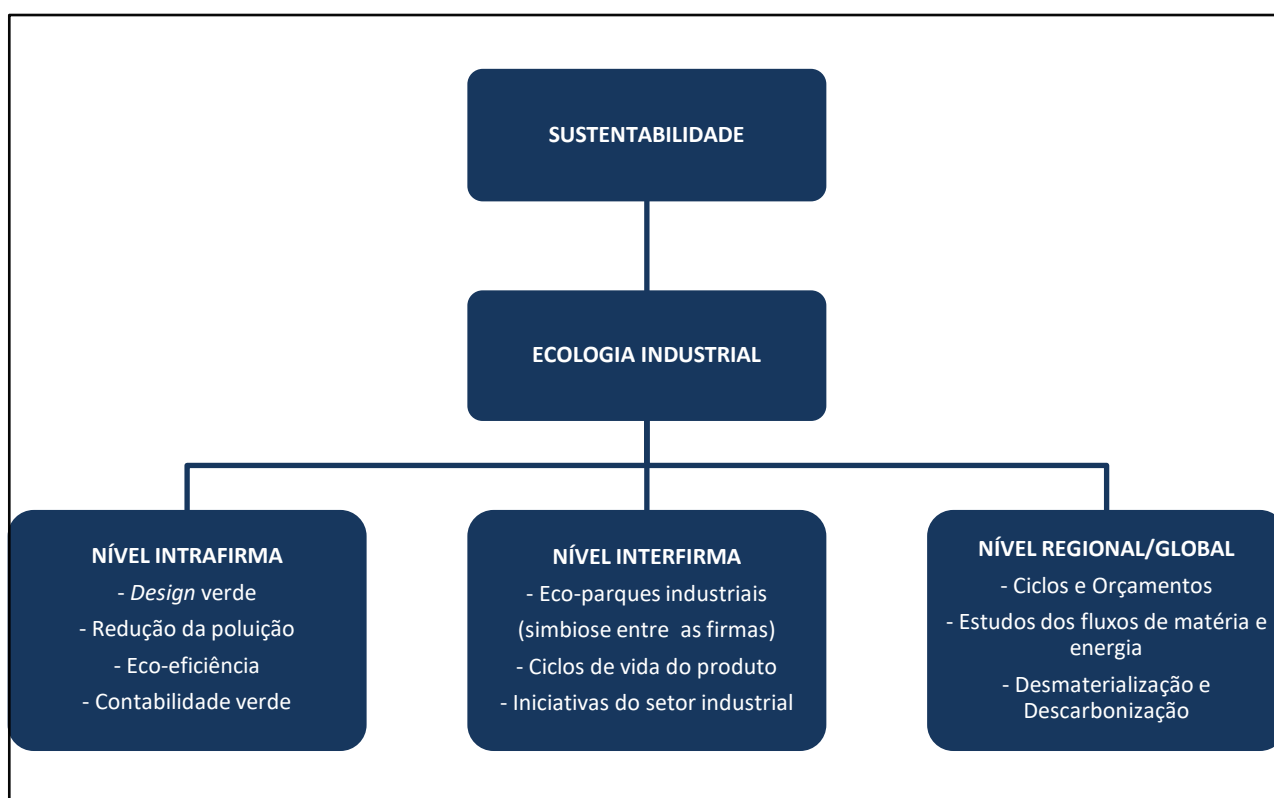 SUSTENTABILIDADE
ECOLOGIA INDUSTRIAL
NÍVEL INTRAFIRMA
- Design verde
- Redução da poluição
- Eco-eficiência
- Contabilidade verde
NÍVEL INTERFIRMA
- Eco-parques industriais
(simbiose entre as firmas)
- Ciclos de vida do produto
- Iniciativas do setor industrial
NÍVEL REGIONAL/GLOBAL
- Ciclos e Orçamentos
- Estudos dos fluxos de matéria e
energia
- Desmaterialização e
Descarbonização